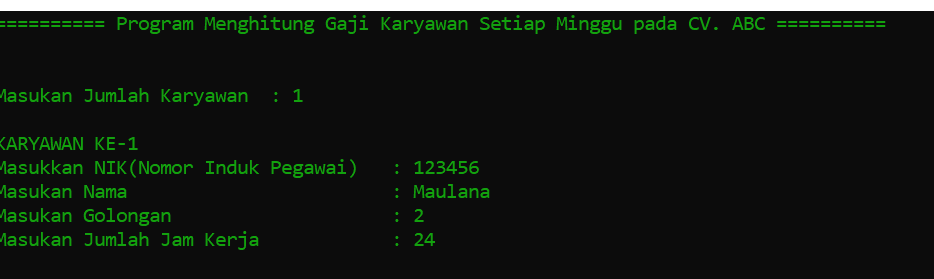 ========== Program Menghitung Gaji Karyawan Setiap Minggu pada CV. ABC ==========
Masukan Jumlah Karyawan : 1
KARYAWAN KE-1
Masukkan NIK(Nomor Induk Pegawai) : 123456
Masukan Nama : Maulana
Masukan Golongan : 2
Masukan Jumlah Jam Kerja : 24